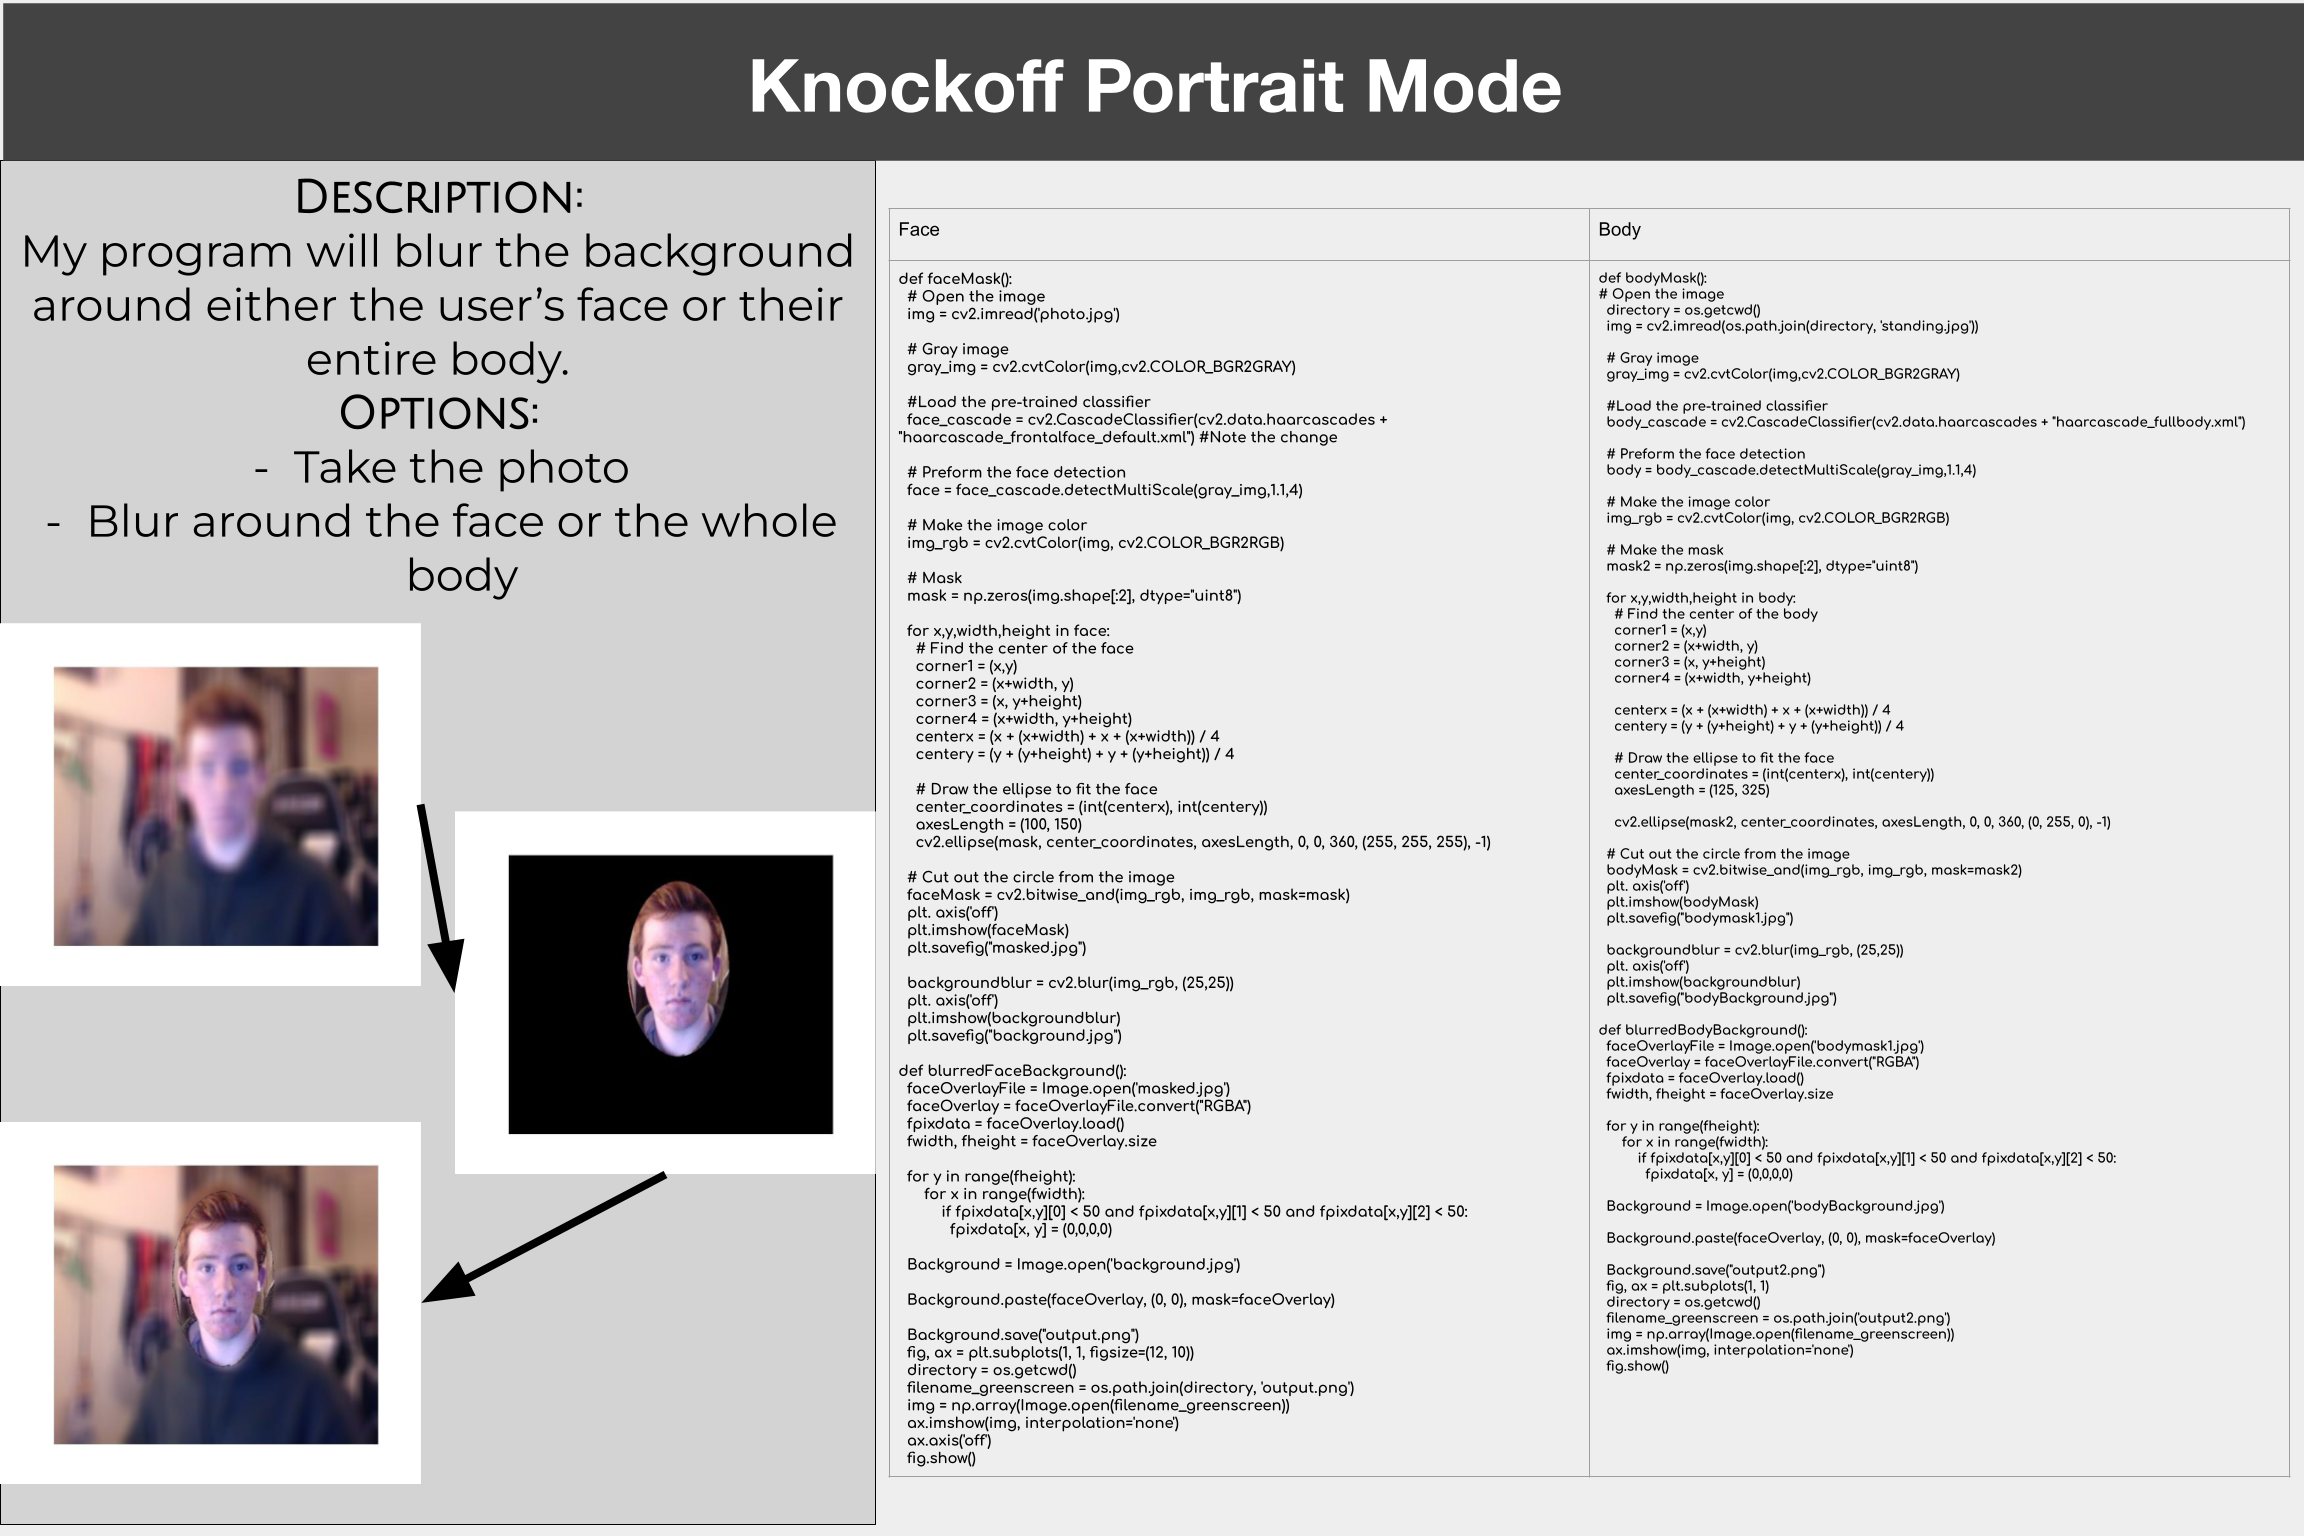 Knockoff Portrait Mode
Description:
My program will blur the background
around either the user’s face or their
entire body.
Options:
- Take the photo
- Blur around the face or the whole
body
Face
def faceMask():
# Open the image
img = cv2.imread('photo.jpg')
# Gray image
gray_img = cv2.cvtColor(img,cv2.COLOR_BGR2GRAY)
#Load the pre-trained classifier
face_cascade = cv2.CascadeClassifier(cv2.data.haarcascades +
"haarcascade_frontalface_default.xml") #Note the change
# Preform the face detection
face = face_cascade.detectMultiScale(gray_img,1.1,4)
# Make the image color
img_rgb = cv2.cvtColor(img, cv2.COLOR_BGR2RGB)
# Mask
mask = np.zeros(img.shape[:2], dtype="uint8")
for x,y,width,height in face:
# Find the center of the face
corner1 = (x,y)
corner2 = (x+width, y)
corner3 = (x, y+height)
corner4 = (x+width, y+height)
centerx = (x + (x+width) + x + (x+width)) / 4
centery = (y + (y+height) + y + (y+height)) / 4
# Draw the ellipse to fit the face
center_coordinates = (int(centerx), int(centery))
axesLength = (100, 150)
cv2.ellipse(mask, center_coordinates, axesLength, 0, 0, 360, (255, 255, 255), -1)
# Cut out the circle from the image
faceMask = cv2.bitwise_and(img_rgb, img_rgb, mask=mask)
plt. axis('off')
plt.imshow(faceMask)
plt.savefig("masked.jpg")
backgroundblur = cv2.blur(img_rgb, (25,25))
plt. axis('off')
plt.imshow(backgroundblur)
plt.savefig("background.jpg")
def blurredFaceBackground():
faceOverlayFile = Image.open('masked.jpg')
faceOverlay = faceOverlayFile.convert("RGBA")
fpixdata = faceOverlay.load()
fwidth, fheight = faceOverlay.size
for y in range(fheight):
for x in range(fwidth):
if fpixdata[x,y][0] < 50 and fpixdata[x,y][1] < 50 and fpixdata[x,y][2] < 50:
fpixdata[x, y] = (0,0,0,0)
Background = Image.open('background.jpg')
Background.paste(faceOverlay, (0, 0), mask=faceOverlay)
Background.save("output.png")
fig, ax = plt.subplots(1, 1, figsize=(12, 10))
directory = os.getcwd()
filename_greenscreen = os.path.join(directory, 'output.png')
img = np.array(Image.open(filename_greenscreen))
ax.imshow(img, interpolation='none')
ax.axis('off')
fig.show()
Body
def bodyMask():
# Open the image
directory = os.getcwd()
img = cv2.imread(os.path.join(directory, 'standing.jpg'))
# Gray image
gray_img = cv2.cvtColor(img,cv2.COLOR_BGR2GRAY)
#Load the pre-trained classifier
body_cascade = cv2.CascadeClassifier(cv2.data.haarcascades + "haarcascade_fullbody.xml")
# Preform the face detection
body = body_cascade.detectMultiScale(gray_img,1.1,4)
# Make the image color
img_rgb = cv2.cvtColor(img, cv2.COLOR_BGR2RGB)
# Make the mask
mask2 = np.zeros(img.shape[:2], dtype="uint8")
for x,y,width,height in body:
# Find the center of the body
corner1 = (x,y)
corner2 = (x+width, y)
corner3 = (x, y+height)
corner4 = (x+width, y+height)
centerx = (x + (x+width) + x + (x+width)) / 4
centery = (y + (y+height) + y + (y+height)) / 4
# Draw the ellipse to fit the face
center_coordinates = (int(centerx), int(centery))
axesLength = (125, 325)
cv2.ellipse(mask2, center_coordinates, axesLength, 0, 0, 360, (0, 255, 0), -1)
# Cut out the circle from the image
bodyMask = cv2.bitwise_and(img_rgb, img_rgb, mask=mask2)
plt. axis('off')
plt.imshow(bodyMask)
plt.savefig("bodymask1.jpg")
backgroundblur = cv2.blur(img_rgb, (25,25))
plt. axis('off')
plt.imshow(backgroundblur)
plt.savefig("bodyBackground.jpg")
def blurredBodyBackground():
faceOverlayFile = Image.open('bodymask1.jpg')
faceOverlay = faceOverlayFile.convert("RGBA")
fpixdata = faceOverlay.load()
fwidth, fheight = faceOverlay.size
for y in range(fheight):
for x in range(fwidth):
if fpixdata[x,y][0] < 50 and fpixdata[x,y][1] < 50 and fpixdata[x,y][2] < 50:
fpixdata[x, y] = (0,0,0,0)
Background = Image.open('bodyBackground.jpg')
Background.paste(faceOverlay, (0, 0), mask=faceOverlay)
Background.save("output2.png")
fig, ax = plt.subplots(1, 1)
directory = os.getcwd()
filename_greenscreen = os.path.join('output2.png')
img = np.array(Image.open(filename_greenscreen))
ax.imshow(img, interpolation='none')
fig.show()